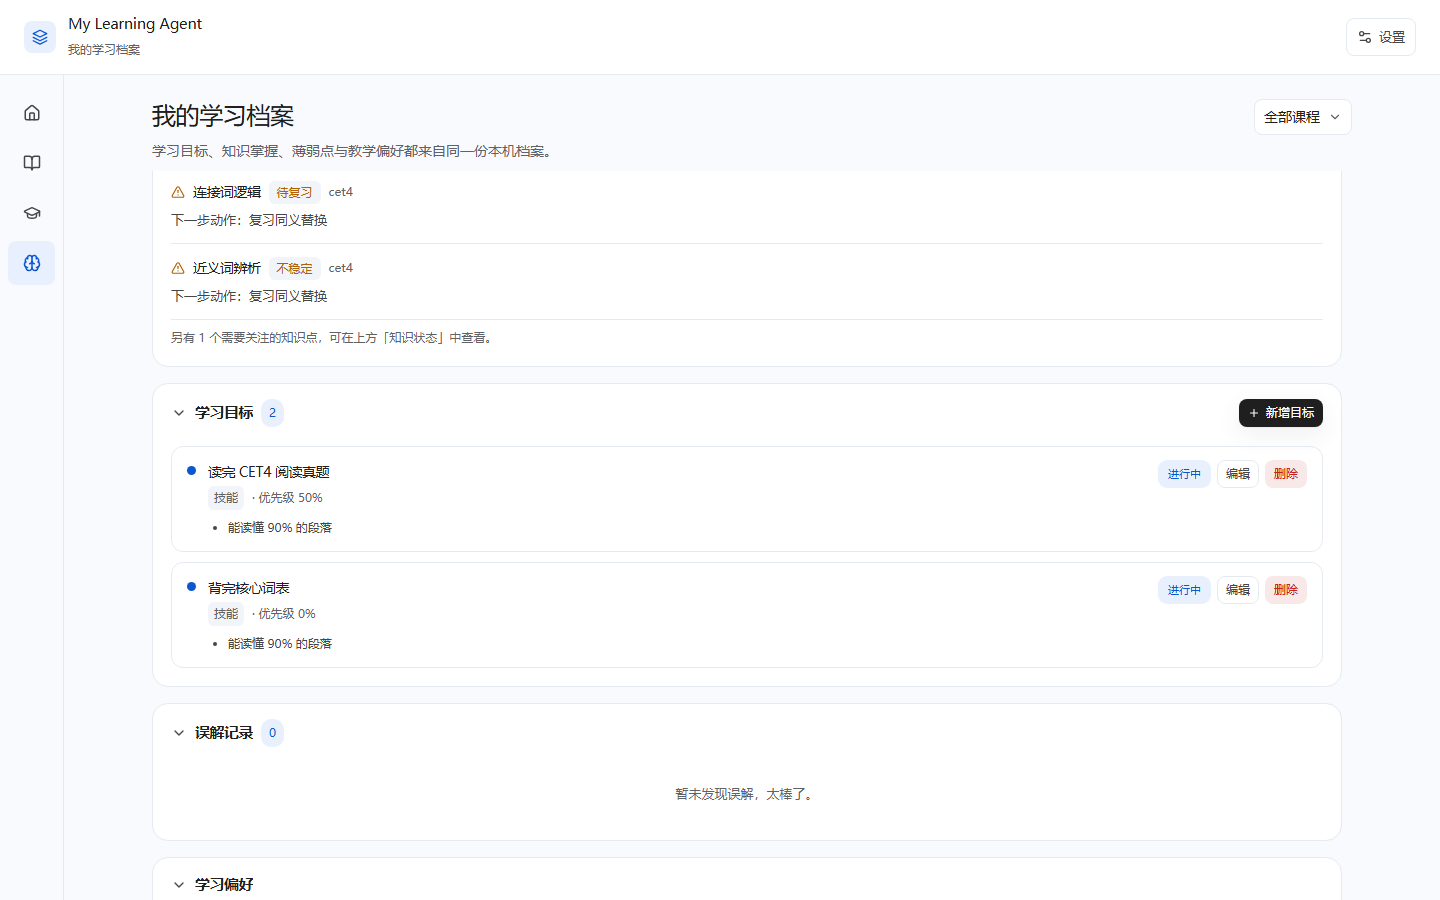 My Learning Agent
我的学习档案
设置
我的学习档案
全部课程
学习目标、知识掌握、薄弱点与教学偏好都来自同一份本机档案。
连接词逻辑 待复习 cet4
下一步动作：复习同义替换
近义词辨析 不稳定 cet4
下一步动作：复习同义替换
另有 1 个需要关注的知识点，可在上方「知识状态」中查看。
学习目标 2
+ 新增目标
读完 CET4 阅读真题
进行中 编辑 删除
技能 · 优先级 50%
• 能读懂 90% 的段落
背完核心词表
进行中 编辑 删除
技能 · 优先级 0%
• 能读懂 90% 的段落
误解记录 0
暂未发现误解，太棒了。
学习偏好